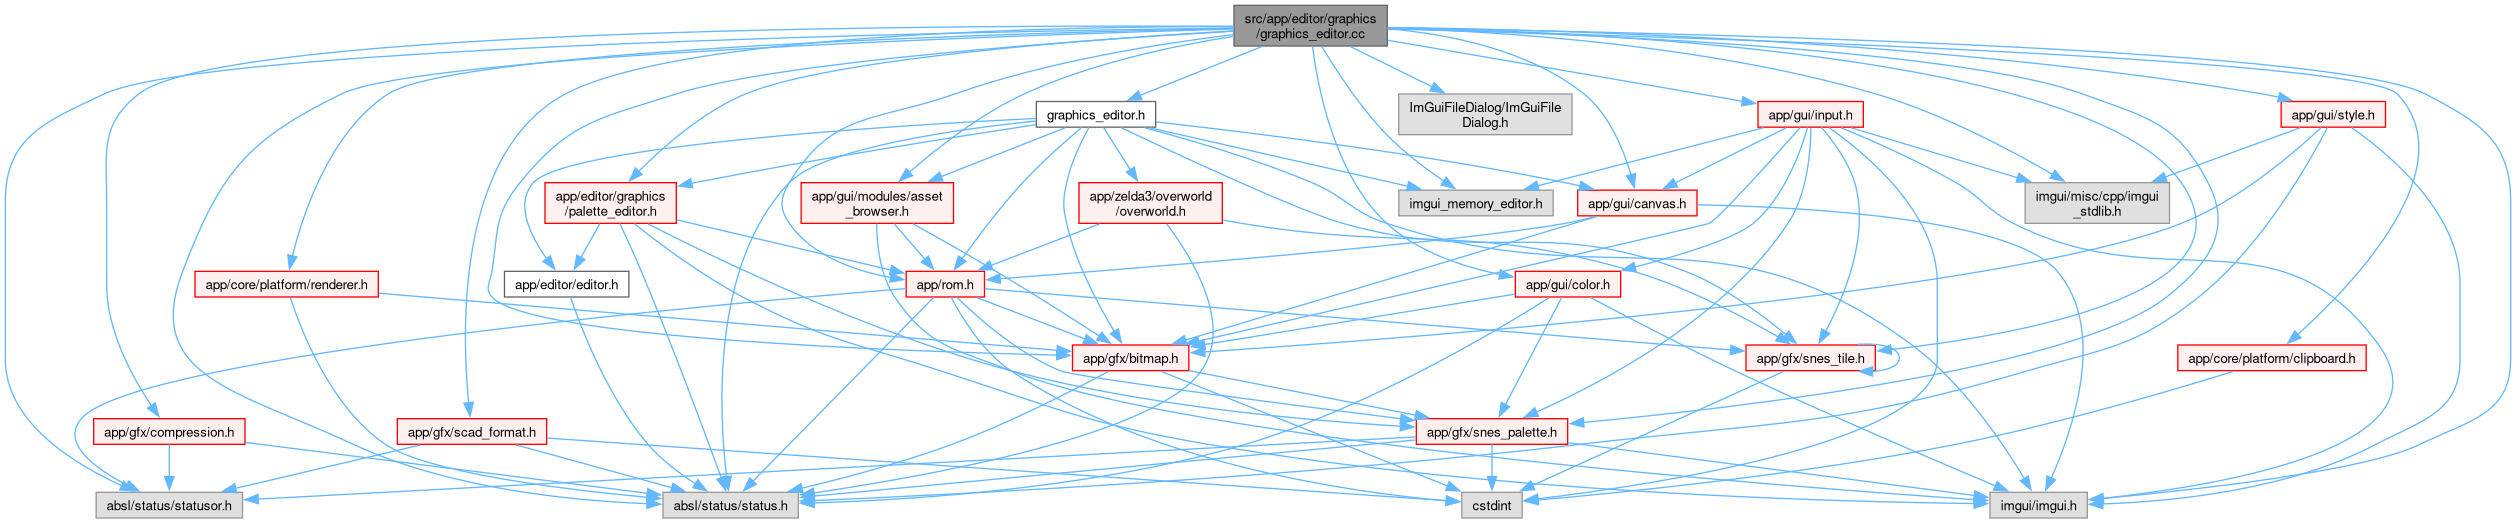 src/app/editor/graphics
/graphics_editor.cc
ImGuiFileDialog/ImGuiFile
Dialog.h
graphics_editor.h
app/gui/input.h
app/gui/style.h
app/editor/graphics
/palette_editor.h
app/gui/modules/asset
_browser.h
app/zelda3/overworld
/overworld.h
imgui_memory_editor.h
app/gui/canvas.h
imgui/misc/cpp/imgui
_stdlib.h
app/core/platform/renderer.h
app/editor/editor.h
app/rom.h
app/gui/color.h
app/gfx/bitmap.h
app/gfx/snes_tile.h
app/core/platform/clipboard.h
app/gfx/compression.h
app/gfx/scad_format.h
app/gfx/snes_palette.h
absl/status/statusor.h
absl/status/status.h
cstdint
imgui/imgui.h